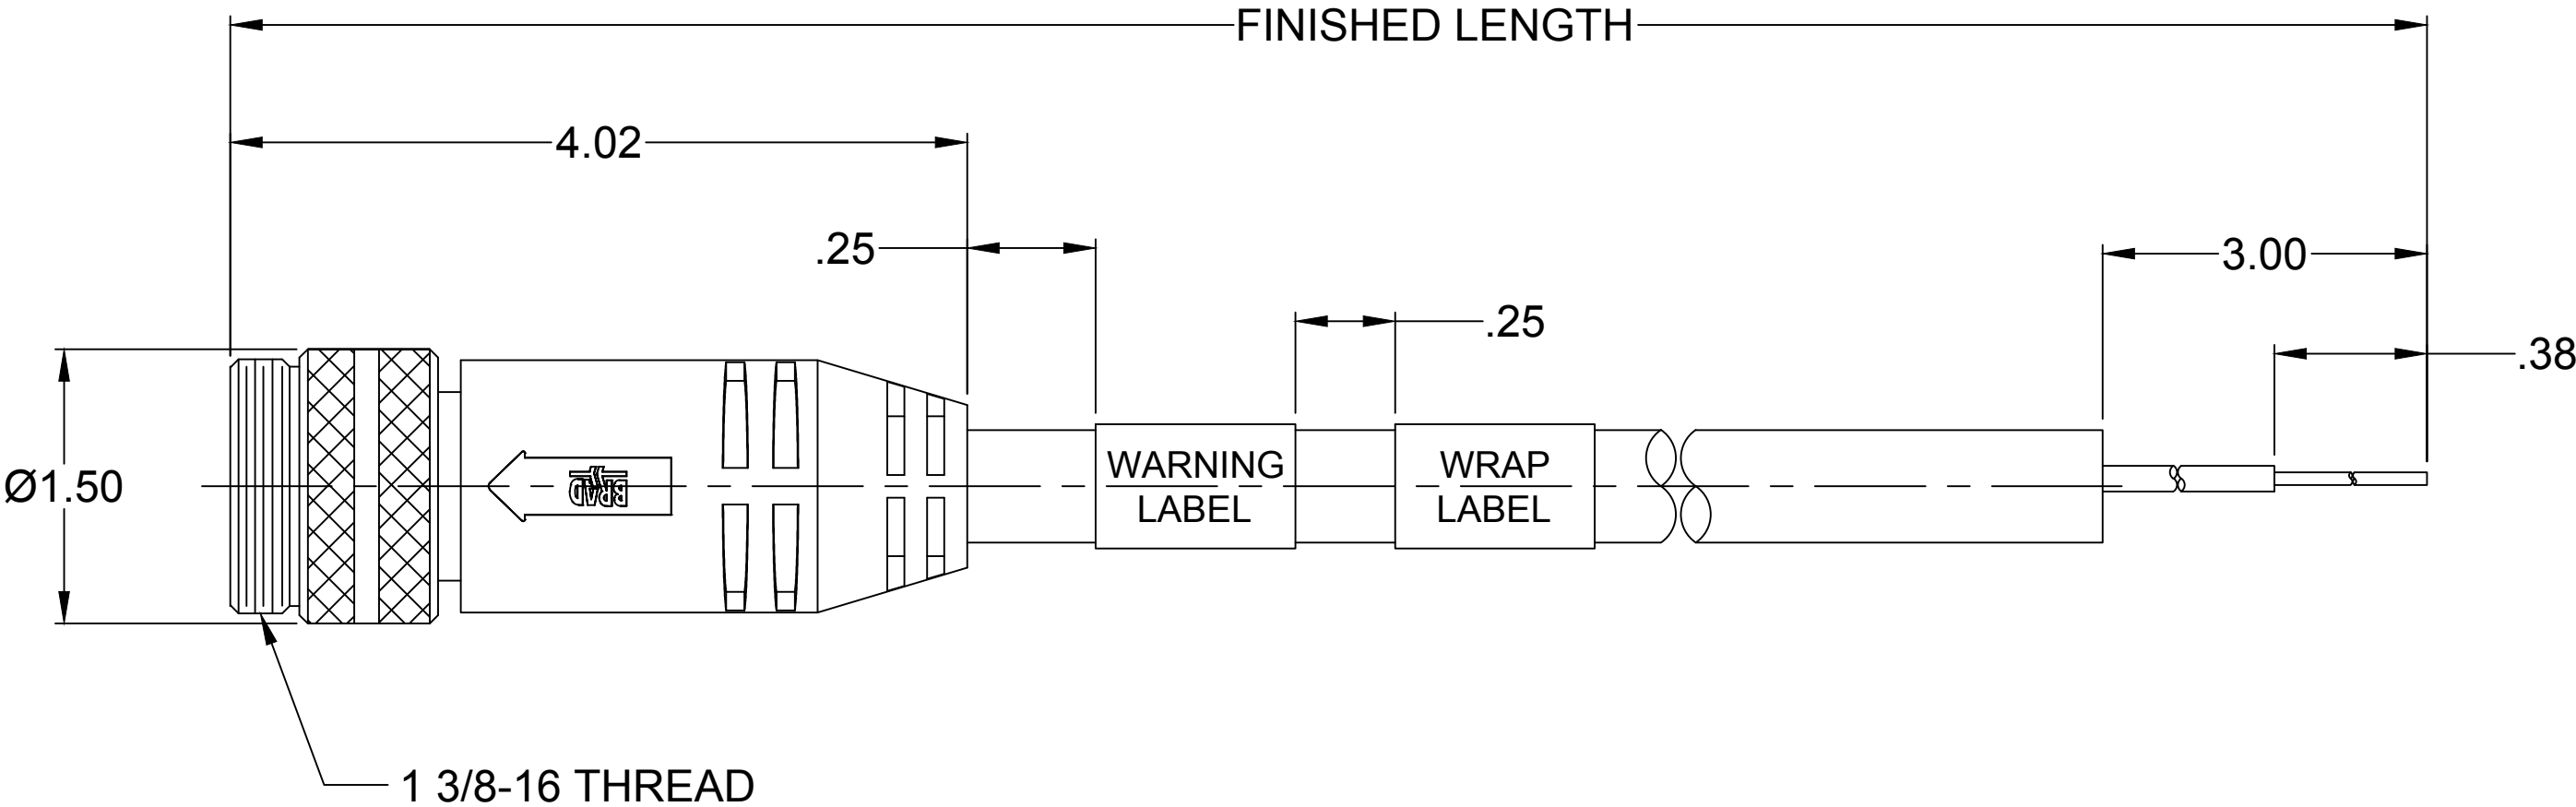 FINISHED LENGTH
4.02
.25
3.00
.25
.38
Ø1.50
WARNING
LABEL
WRAP
LABEL
BRAD
1 3/8-16 THREAD